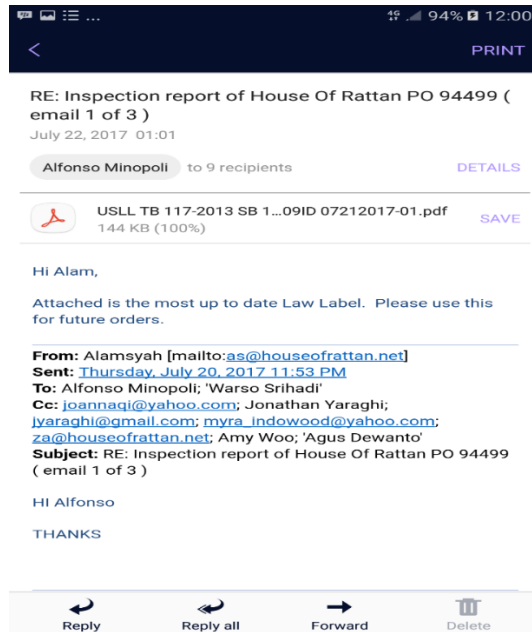 4G 94% 12:00
PRINT
RE: Inspection report of House Of Rattan PO 94499 (
email 1 of 3 )
July 22, 2017 01:01
Alfonso Minopoli to 9 recipients
DETAILS
USLL TB 117-2013 SB 1...09ID 07212017-01.pdf
144 KB (100%)
SAVE
Hi Alam,
Attached is the most up to date Law Label. Please use this
for future orders.
From: Alamsyah [mailto:as@houseofrattan.net]
Sent: Thursday, July 20, 2017 11:53 PM
To: Alfonso Minopoli; 'Warso Srihadi'
Cc: joannaqi@yahoo.com; Jonathan Yaraghi;
jyaraghi@gmail.com; myra_indowood@yahoo.com;
za@houseofrattan.net; Amy Woo; 'Agus Dewanto'
Subject: RE: Inspection report of House Of Rattan PO 94499
( email 1 of 3 )
HI Alfonso
THANKS
Reply
Reply all
Forward
Delete